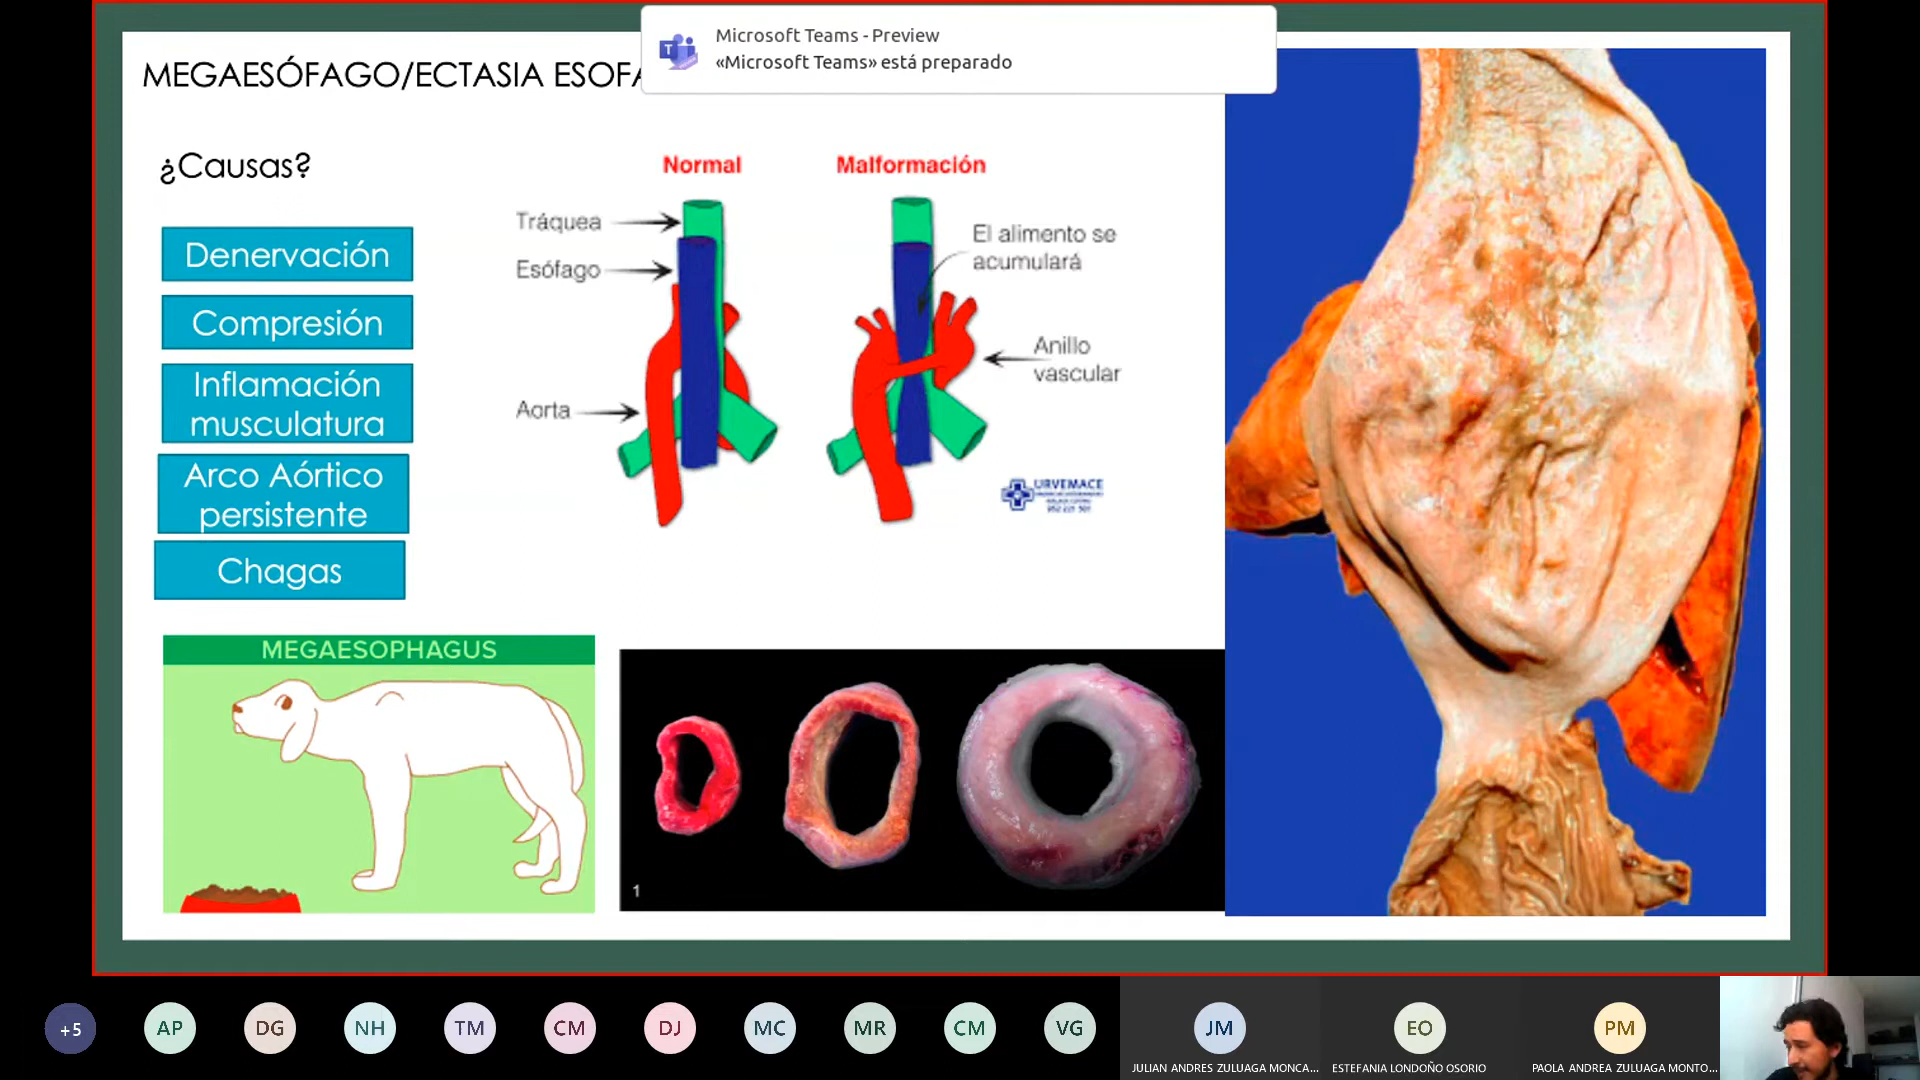 Microsoft Teams - Preview
«Microsoft Teams» está preparado
MEGAESÓFAGO/ECTASIA ESOFA
¿Causas?
Denervación
Compresión
Inflamación
musculatura
Arco Aórtico
persistente
Chagas
Normal
Malformación
Tráquea
Esófago
Aorta
El alimento se
acumulará
Anillo
vascular
URVEMACE
MEGAESOPHAGUS
1
+5
AP
DG
NH
TM
CM
DJ
MC
MR
CM
VG
JM
EO
PM
JULIAN ANDRES ZULUAGA MONCA...
ESTEFANIA LONDOÑO OSORIO
PAOLA ANDREA ZULUAGA MONTO...